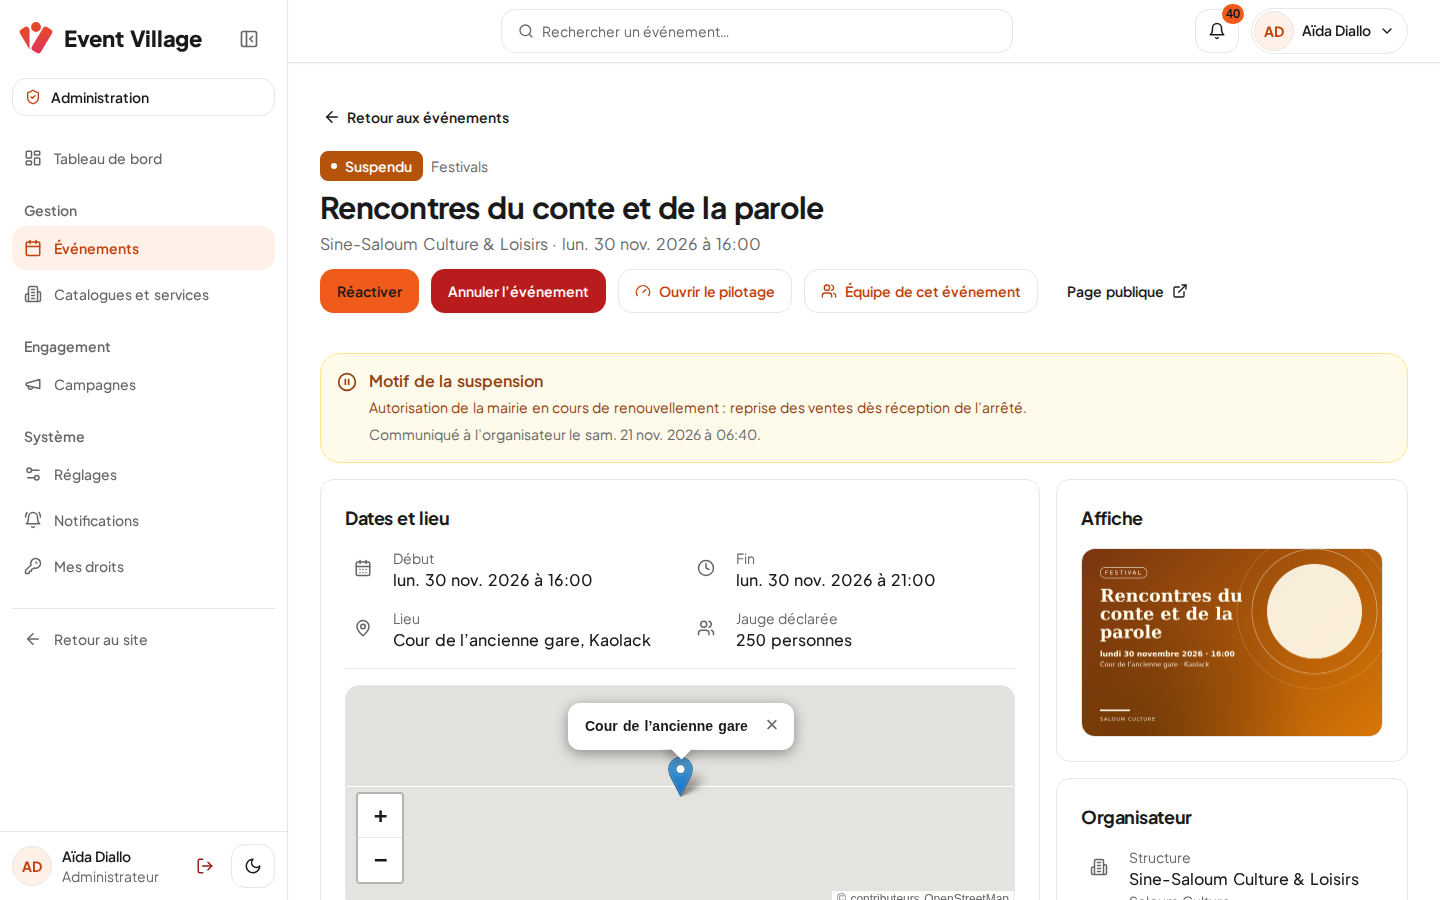 Event Village
Rechercher un événement…
40
AD
Aïda Diallo
Administration
Tableau de bord
Gestion
Événements
Catalogues et services
Engagement
Campagnes
Système
Réglages
Notifications
Mes droits
Retour au site
AD
Aïda Diallo
Administrateur
Retour aux événements
Suspendu
Festivals
Rencontres du conte et de la parole
Sine-Saloum Culture & Loisirs · lun. 30 nov. 2026 à 16:00
Réactiver
Annuler l’événement
Ouvrir le pilotage
Équipe de cet événement
Page publique
Motif de la suspension
Autorisation de la mairie en cours de renouvellement : reprise des ventes dès réception de l’arrêté.
Communiqué à l’organisateur le sam. 21 nov. 2026 à 06:40.
Dates et lieu
Début
lun. 30 nov. 2026 à 16:00
Fin
lun. 30 nov. 2026 à 21:00
Lieu
Cour de l’ancienne gare, Kaolack
Jauge déclarée
250 personnes
Cour de l’ancienne gare
+
−
© contributeurs OpenStreetMap
Affiche
FESTIVAL
Rencontres du
conte et de la
parole
lundi 30 novembre 2026 · 16:00
Cour de l’ancienne gare · Kaolack
SALOUM CULTURE
Organisateur
Structure
Sine-Saloum Culture & Loisirs
Saloum Culture